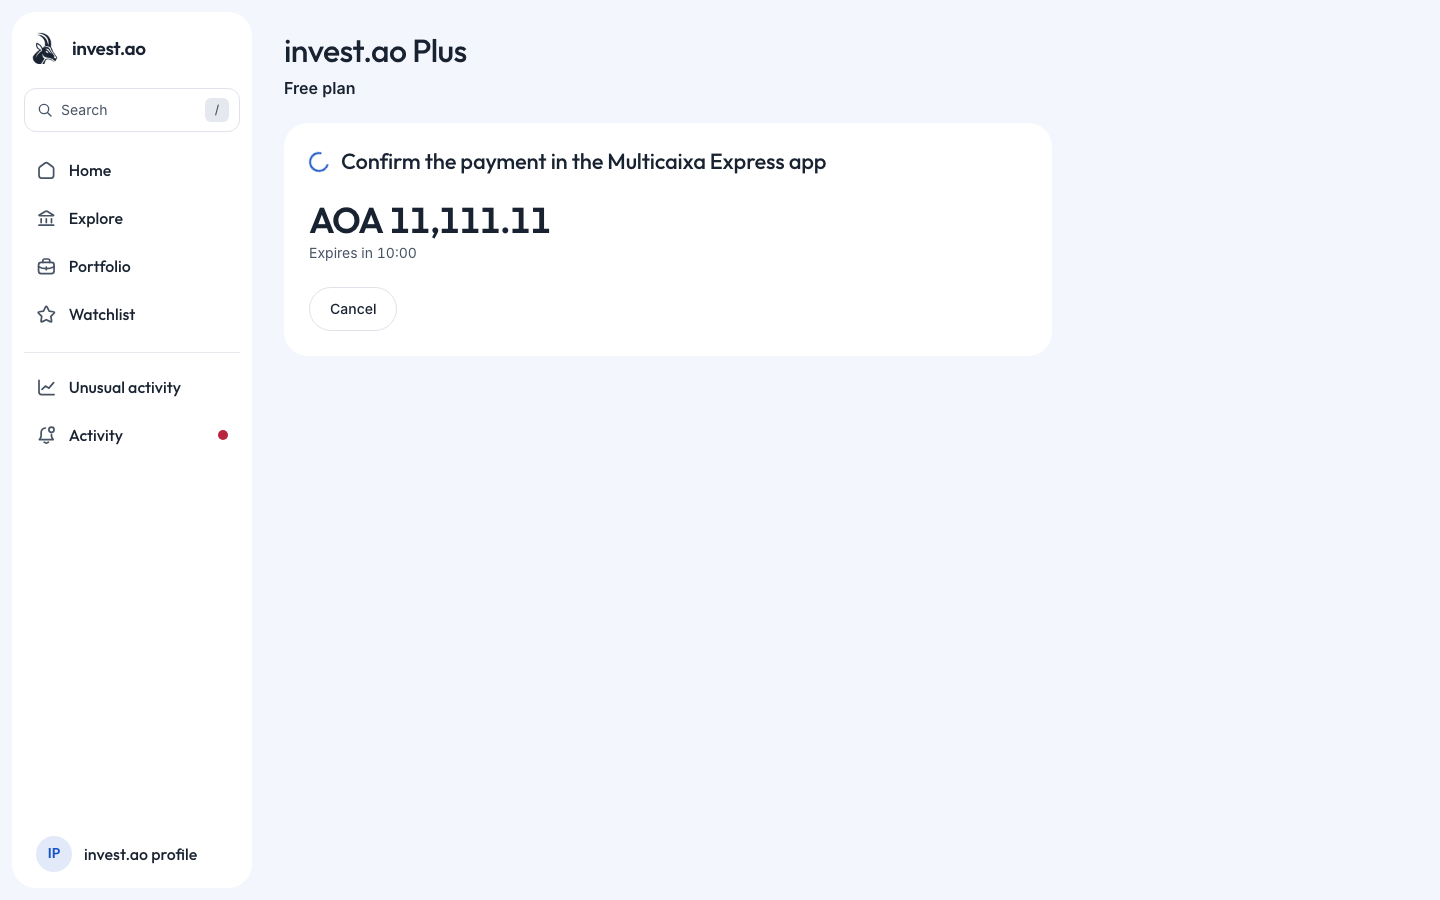 invest.ao
Search /
Home
Explore
Portfolio
Watchlist
Unusual activity
Activity
IP invest.ao profile
invest.ao Plus
Free plan
Confirm the payment in the Multicaixa Express app
AOA 11,111.11
Expires in 10:00
Cancel